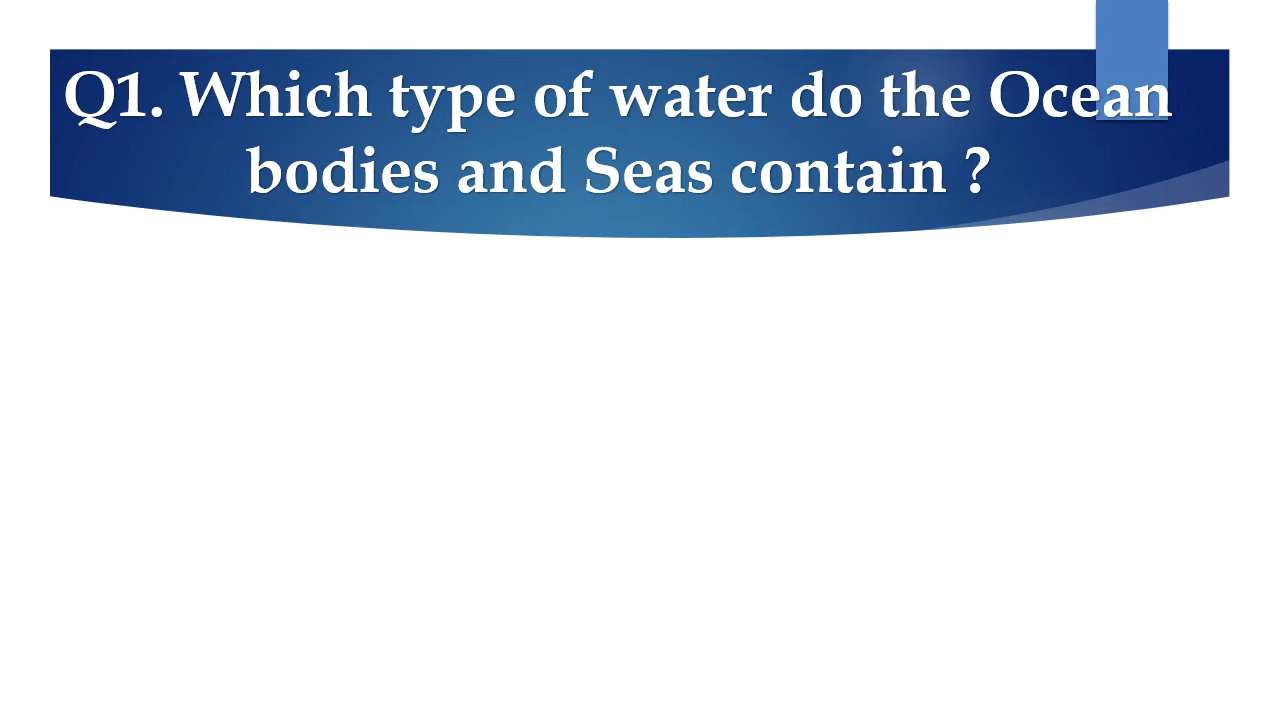 Q1. Which type of water do the Ocean
bodies and Seas contain ?